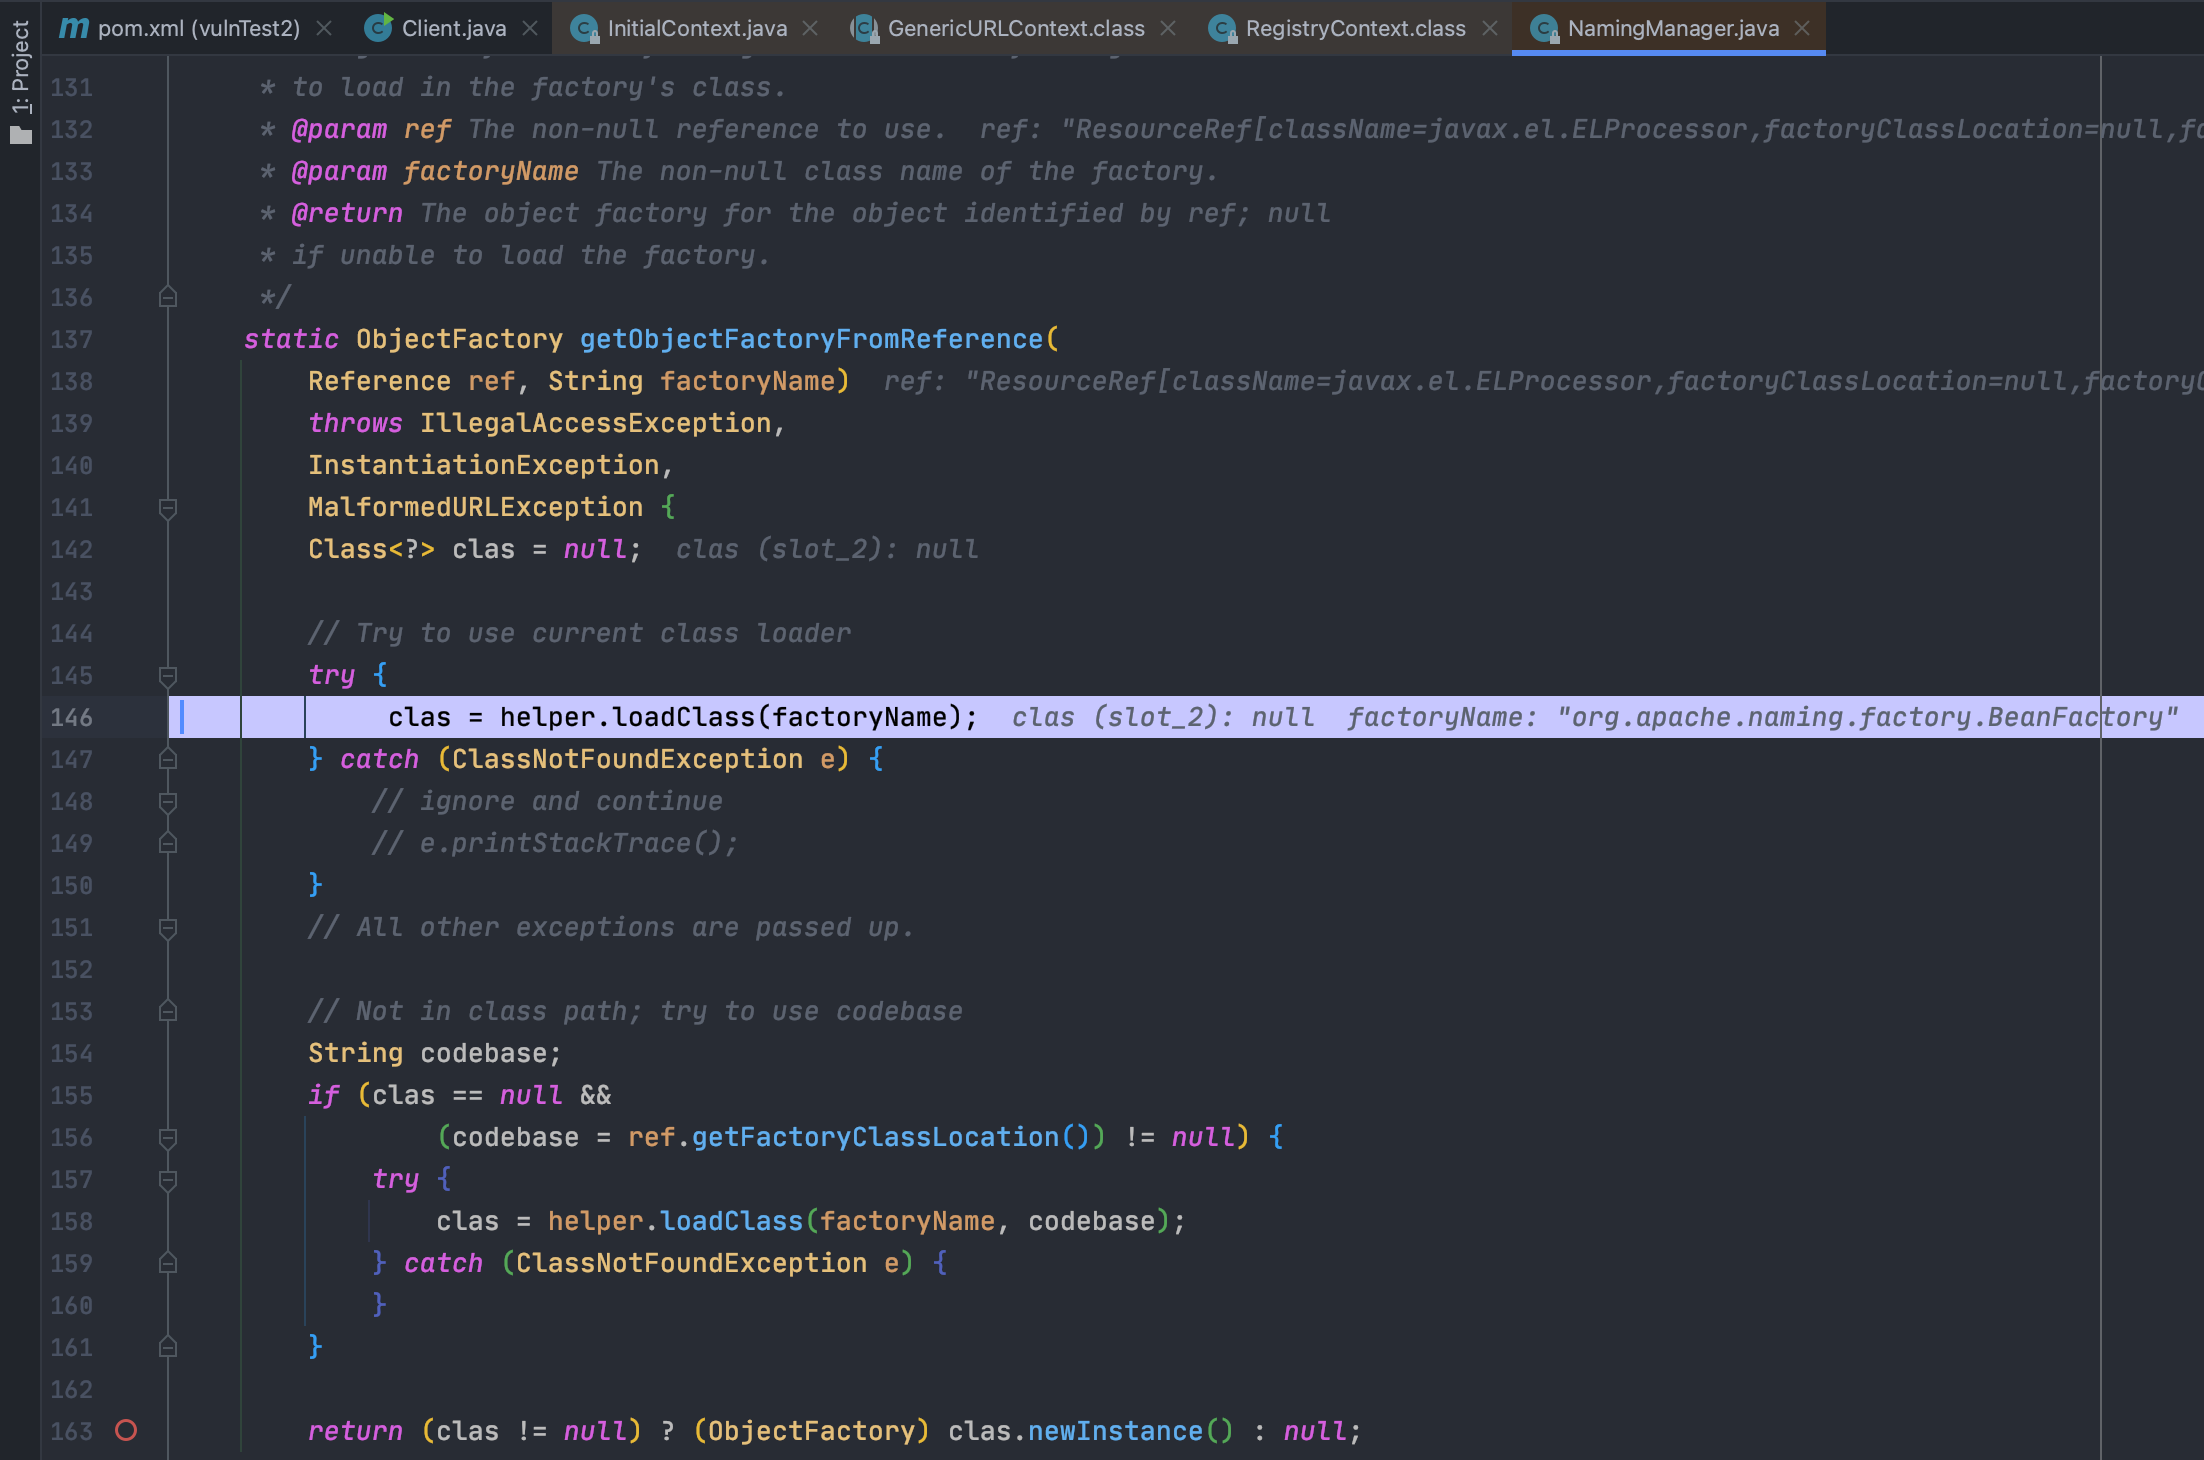 1: Project
m pom.xml (vulnTest2) Client.java InitialContext.java GenericURLContext.class RegistryContext.class NamingManager.java
131 * to load in the factory's class.
132 * @param ref The non-null reference to use. ref: "ResourceRef[className=javax.el.ELProcessor,factoryClassLocation=null,fa
133 * @param factoryName The non-null class name of the factory.
134 * @return The object factory for the object identified by ref; null
135 * if unable to load the factory.
136 */
137 static ObjectFactory getObjectFactoryFromReference(
138 Reference ref, String factoryName) ref: "ResourceRef[className=javax.el.ELProcessor,factoryClassLocation=null,factoryC
139 throws IllegalAccessException,
140 InstantiationException,
141 MalformedURLException {
142 Class<?> clas = null; clas (slot_2): null
143
144 // Try to use current class loader
145 try {
146 clas = helper.loadClass(factoryName); clas (slot_2): null factoryName: "org.apache.naming.factory.BeanFactory"
147 } catch (ClassNotFoundException e) {
148 // ignore and continue
149 // e.printStackTrace();
150 }
151 // All other exceptions are passed up.
152
153 // Not in class path; try to use codebase
154 String codebase;
155 if (clas == null &&
156 (codebase = ref.getFactoryClassLocation()) != null) {
157 try {
158 clas = helper.loadClass(factoryName, codebase);
159 } catch (ClassNotFoundException e) {
160 }
161 }
162
163 return (clas != null) ? (ObjectFactory) clas.newInstance() : null;